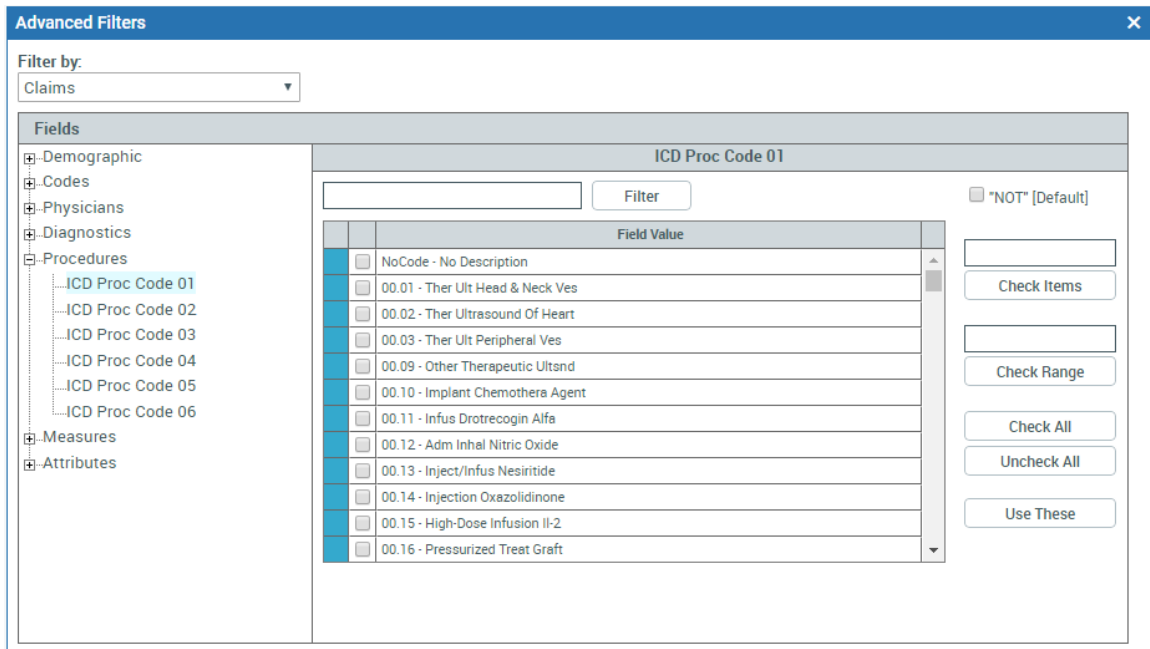 Advanced Filters
Filter by:
Claims
Fields
Demographic
Codes
Physicians
Diagnostics
Procedures
ICD Proc Code 01
ICD Proc Code 02
ICD Proc Code 03
ICD Proc Code 04
ICD Proc Code 05
ICD Proc Code 06
Measures
Attributes
ICD Proc Code 01
Filter
"NOT" [Default]
Field Value
NoCode - No Description
00.01 - Ther Ult Head & Neck Ves
00.02 - Ther Ultrasound Of Heart
00.03 - Ther Ult Peripheral Ves
00.09 - Other Therapeutic Ultsnd
00.10 - Implant Chemothera Agent
00.11 - Infus Drotrecogin Alfa
00.12 - Adm Inhal Nitric Oxide
00.13 - Inject/Infus Nesiritide
00.14 - Injection Oxazolidinone
00.15 - High-Dose Infusion Il-2
00.16 - Pressurized Treat Graft
Check Items
Check Range
Check All
Uncheck All
Use These